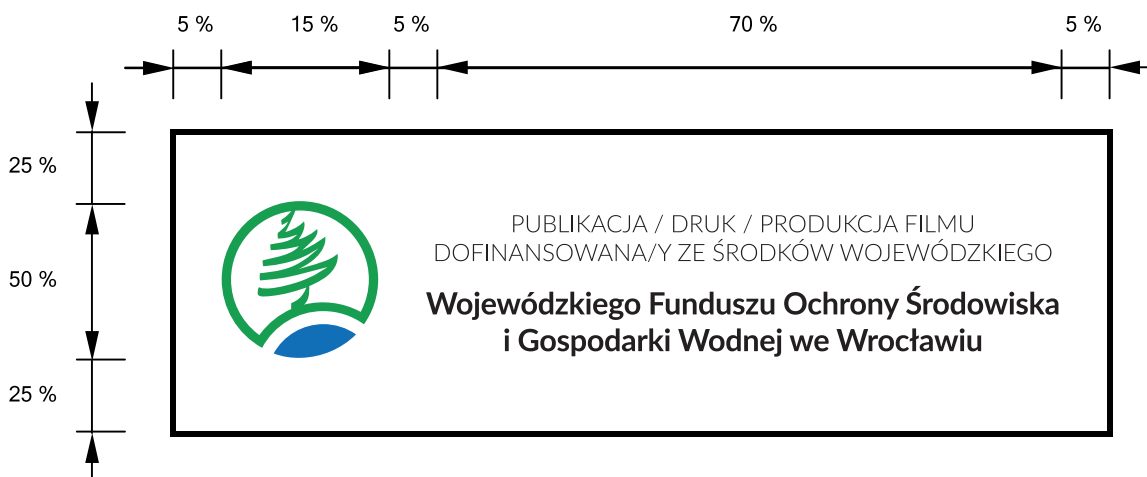 5 % 15 % 5 % 70 % 5 %
25 %
50 %
25 %
PUBLIKACJA / DRUK / PRODUKCJA FILMU
DOFINANSOWANA/Y ZE ŚRODKÓW WOJEWÓDZKIEGO
Wojewódzkiego Funduszu Ochrony Środowiska
i Gospodarki Wodnej we Wrocławiu